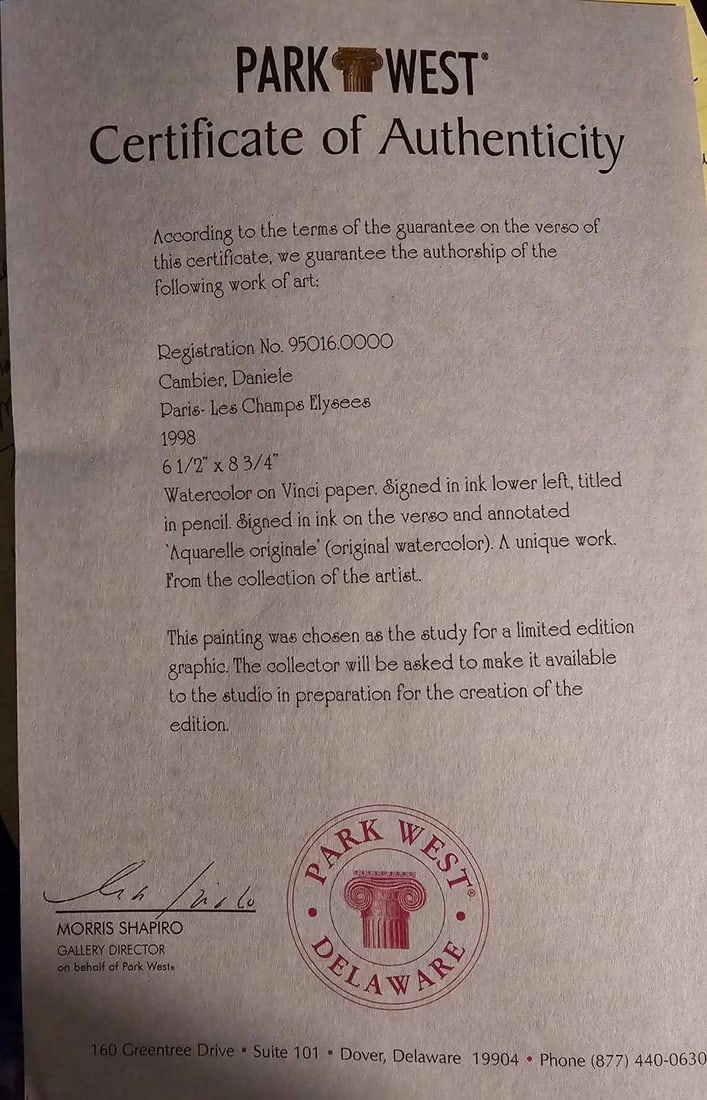 PARK WEST®
Certificate of Authenticity
According to the terms of the guarantee on the verso of
this certificate, we guarantee the authorship of the
following work of art:
Registration No. 95016.0000
Cambier, Daniele
Paris- Les Champs Elysees
1998
6 1/2" x 8 3/4"
Watercolor on Vinci paper. Signed in ink lower left, titled
in pencil. Signed in ink on the verso and annotated
'Aquarelle originale' (original watercolor). A unique work.
From the collection of the artist.
This painting was chosen as the study for a limited edition
graphic. The collector will be asked to make it available
to the studio in preparation for the creation of the
edition.
PARK WEST®
• DELAWARE •
MORRIS SHAPIRO
GALLERY DIRECTOR
on behalf of Park West®
160 Greentree Drive • Suite 101 • Dover, Delaware 19904 • Phone (877) 440-0630